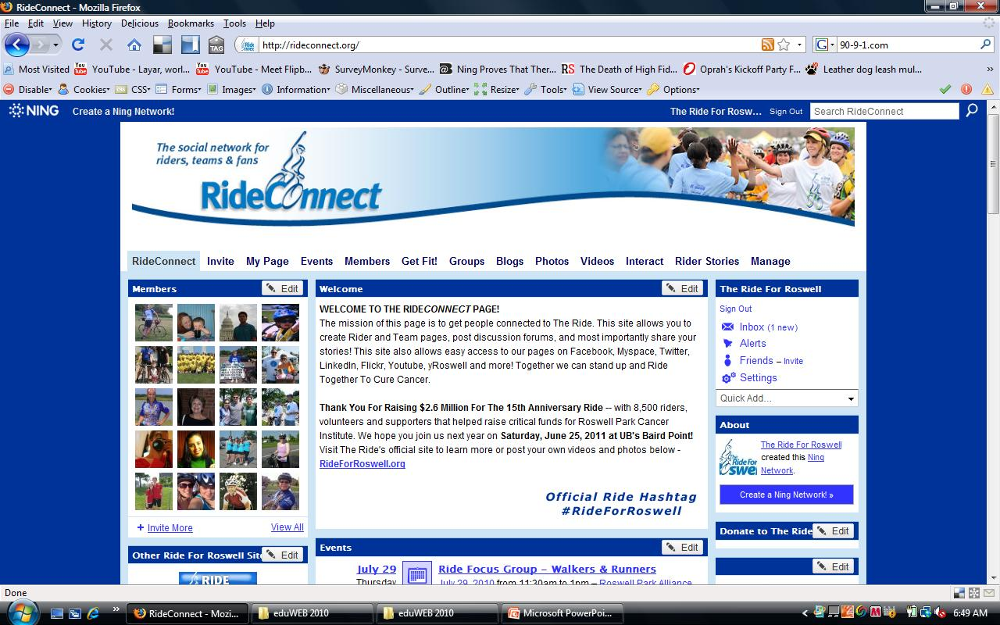 RideConnect - Mozilla Firefox
File Edit View History Delicious Bookmarks Tools Help
TAG Ride http://rideconnect.org/ G 90-9-1.com
Most Visited YouTube - Layar, worl... YouTube - Meet Flipb... SurveyMonkey - Surve... Ning Proves That Ther... RS The Death of High Fid... Oprah's Kickoff Party F... Leather dog leash mul... »
Disable Cookies CSS Forms Images Information Miscellaneous Outline Resize Tools View Source Options
NING Create a Ning Network! The Ride For Rosw... Sign Out Search RideConnect
The social network for
riders, teams & fans
RideConnect
RideConnect Invite My Page Events Members Get Fit! Groups Blogs Photos Videos Interact Rider Stories Manage
Members Edit
+ Invite More View All
Other Ride For Roswell Site Edit
RIDE
Welcome Edit
WELCOME TO THE RIDECONNECT PAGE!
The mission of this page is to get people connected to The Ride. This site allows you to
create Rider and Team pages, post discussion forums, and most importantly share your
stories! This site also allows easy access to our pages on Facebook, Myspace, Twitter,
LinkedIn, Flickr, Youtube, yRoswell and more! Together we can stand up and Ride
Together To Cure Cancer.
Thank You For Raising $2.6 Million For The 15th Anniversary Ride -- with 8,500 riders,
volunteers and supporters that helped raise critical funds for Roswell Park Cancer
Institute. We hope you join us next year on Saturday, June 25, 2011 at UB's Baird Point!
Visit The Ride's official site to learn more or post your own videos and photos below -
RideForRoswell.org
Official Ride Hashtag
#RideForRoswell
Events Edit
July 29 Ride Focus Group – Walkers & Runners
Thursday July 29, 2010 from 11:30am to 1pm – Roswell Park Alliance
The Ride For Roswell
Sign Out
Inbox (1 new)
Alerts
Friends – Invite
Settings
Quick Add...
About
The Ride For Roswell
created this Ning
Network.
Create a Ning Network! »
Donate to The Ride Edit
Edit
Done
» RideConnect - Mozi... eduWEB 2010 eduWEB 2010 Microsoft PowerPoi... 6:49 AM